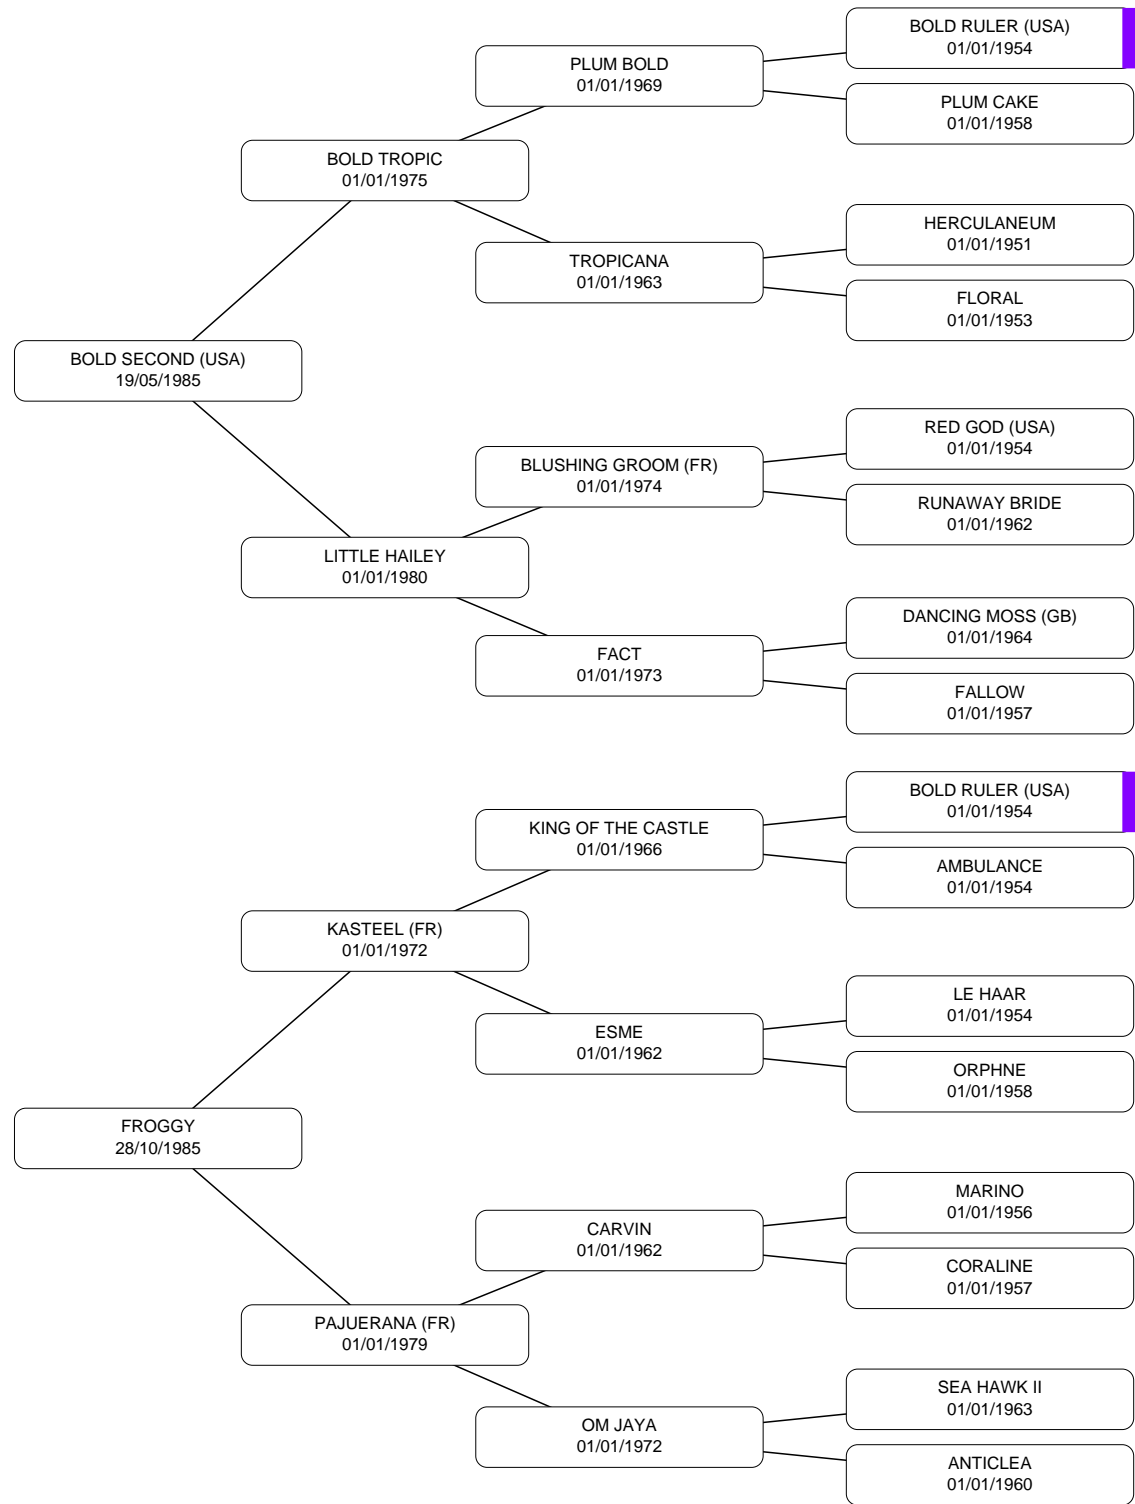 BOLD RULER (USA)
01/01/1954
PLUM BOLD
01/01/1969
PLUM CAKE
01/01/1958
BOLD TROPIC
01/01/1975
HERCULANEUM
01/01/1951
TROPICANA
01/01/1963
FLORAL
01/01/1953
BOLD SECOND (USA)
19/05/1985
RED GOD (USA)
01/01/1954
BLUSHING GROOM (FR)
01/01/1974
RUNAWAY BRIDE
01/01/1962
LITTLE HAILEY
01/01/1980
DANCING MOSS (GB)
01/01/1964
FACT
01/01/1973
FALLOW
01/01/1957
BOLD RULER (USA)
01/01/1954
KING OF THE CASTLE
01/01/1966
AMBULANCE
01/01/1954
KASTEEL (FR)
01/01/1972
LE HAAR
01/01/1954
ESME
01/01/1962
ORPHNE
01/01/1958
FROGGY
28/10/1985
MARINO
01/01/1956
CARVIN
01/01/1962
CORALINE
01/01/1957
PAJUERANA (FR)
01/01/1979
SEA HAWK II
01/01/1963
OM JAYA
01/01/1972
ANTICLEA
01/01/1960